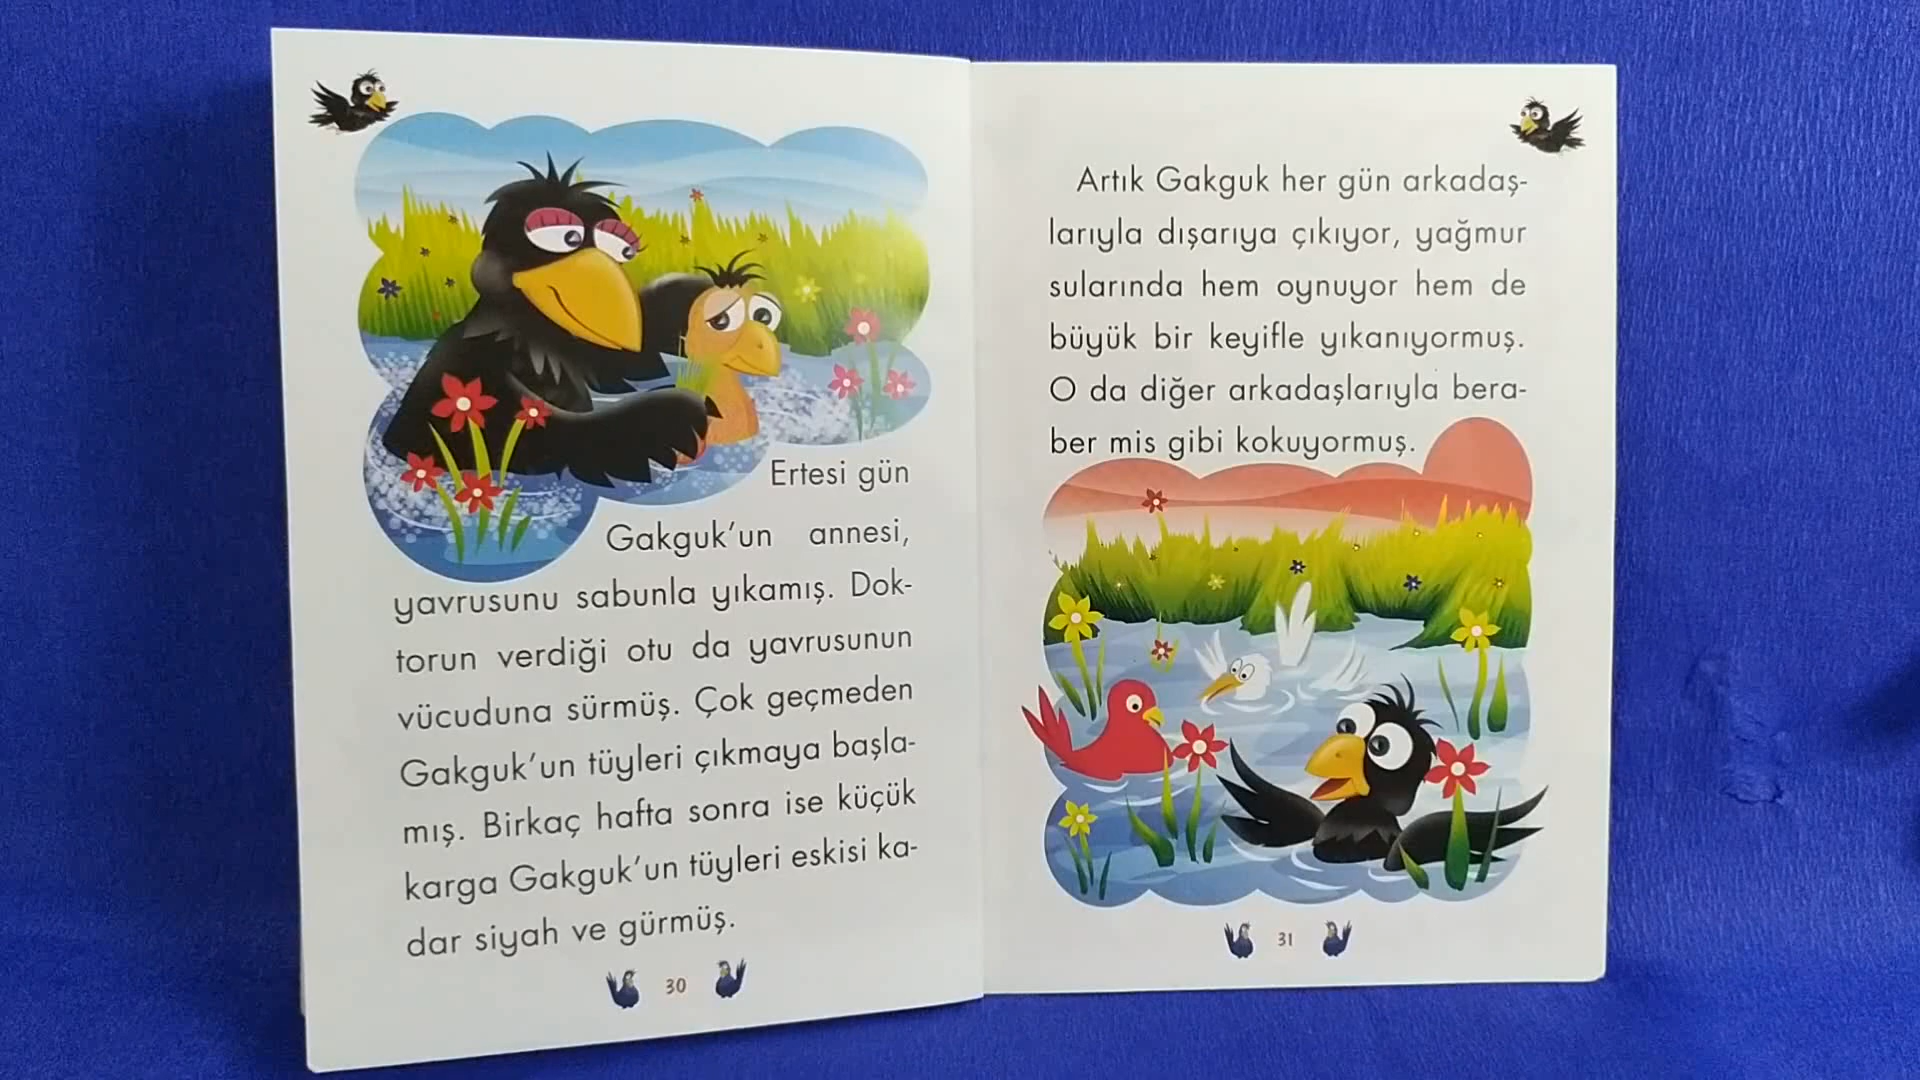 Ertesi gün
Gakguk'un annesi,
yavrusunu sabunla yıkamış. Dok-
torun verdiği otu da yavrusunun
vücuduna sürmüş. Çok geçmeden
Gakguk'un tüyleri çıkmaya başla-
mış. Birkaç hafta sonra ise küçük
karga Gakguk'un tüyleri eskisi ka-
dar siyah ve gürmüş.
30
Artık Gakguk her gün arkadaş-
larıyla dışarıya çıkıyor, yağmur
sularında hem oynuyor hem de
büyük bir keyifle yıkanıyormuş.
O da diğer arkadaşlarıyla bera-
ber mis gibi kokuyormuş.
31